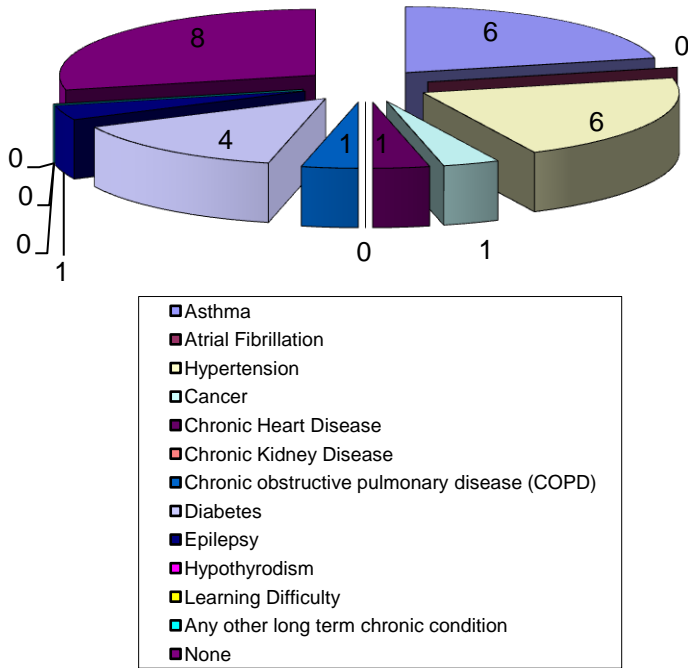 8
6
0
6
4
1
1
0
0
0
0
1
1
Asthma
Atrial Fibrillation
Hypertension
Cancer
Chronic Heart Disease
Chronic Kidney Disease
Chronic obstructive pulmonary disease (COPD)
Diabetes
Epilepsy
Hypothyrodism
Learning Difficulty
Any other long term chronic condition
None